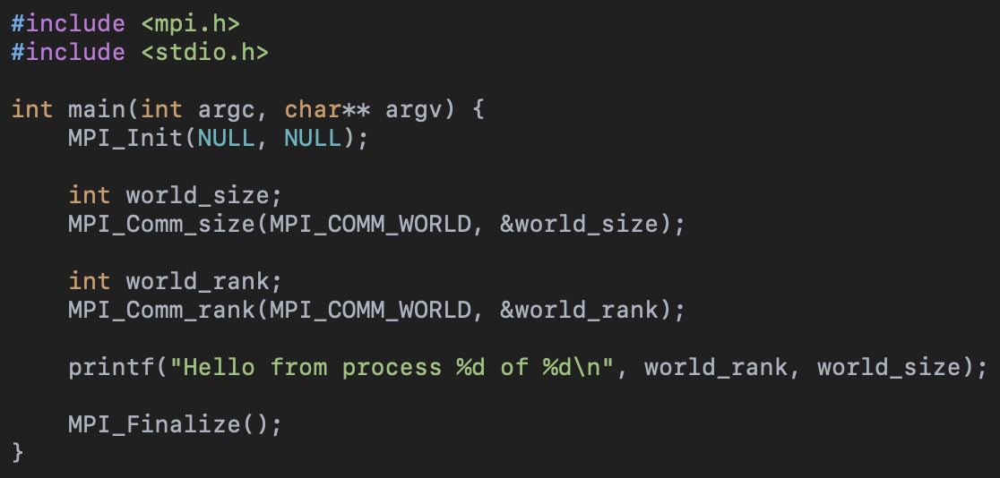 #include <mpi.h>
#include <stdio.h>

int main(int argc, char** argv) {
    MPI_Init(NULL, NULL);

    int world_size;
    MPI_Comm_size(MPI_COMM_WORLD, &world_size);

    int world_rank;
    MPI_Comm_rank(MPI_COMM_WORLD, &world_rank);

    printf("Hello from process %d of %d\n", world_rank, world_size);

    MPI_Finalize();
}